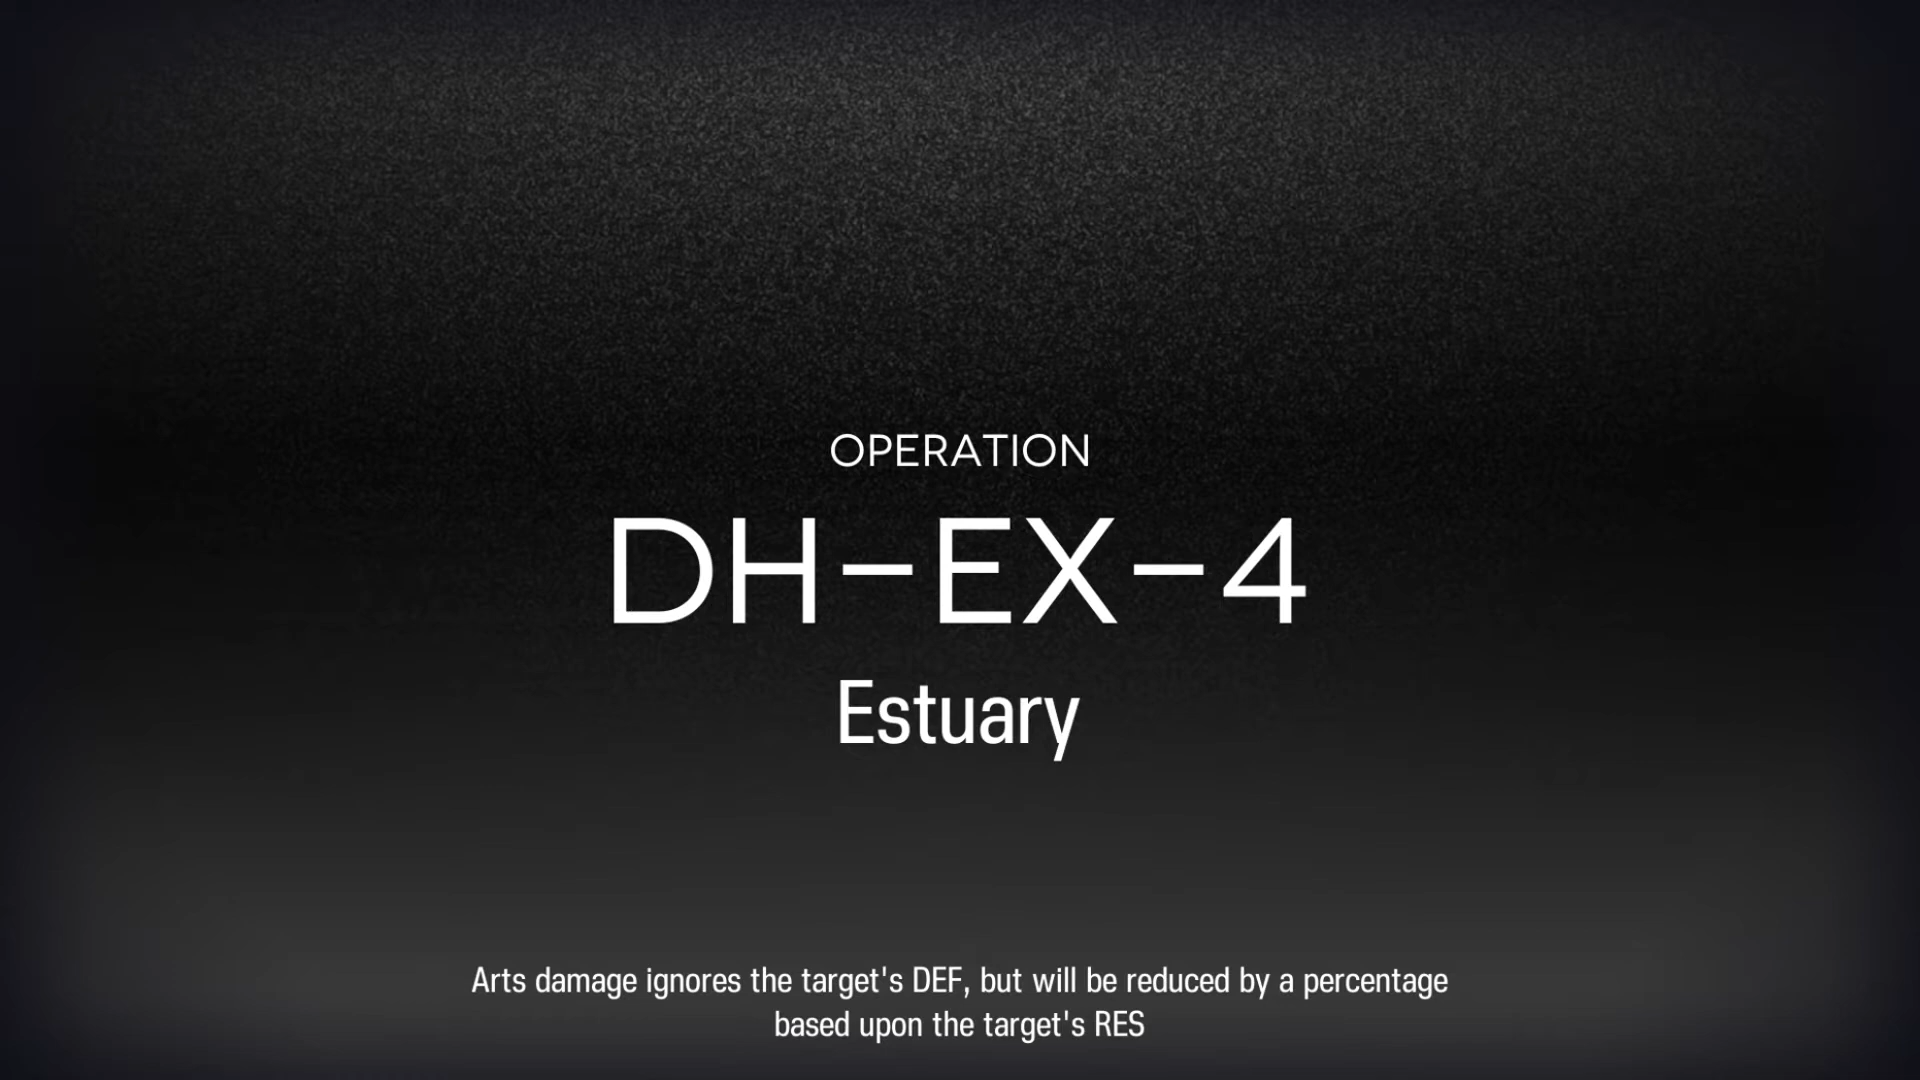 OPERATION
DH-EX-4
Estuary
Arts damage ignores the target's DEF, but will be reduced by a percentage
based upon the target's RES